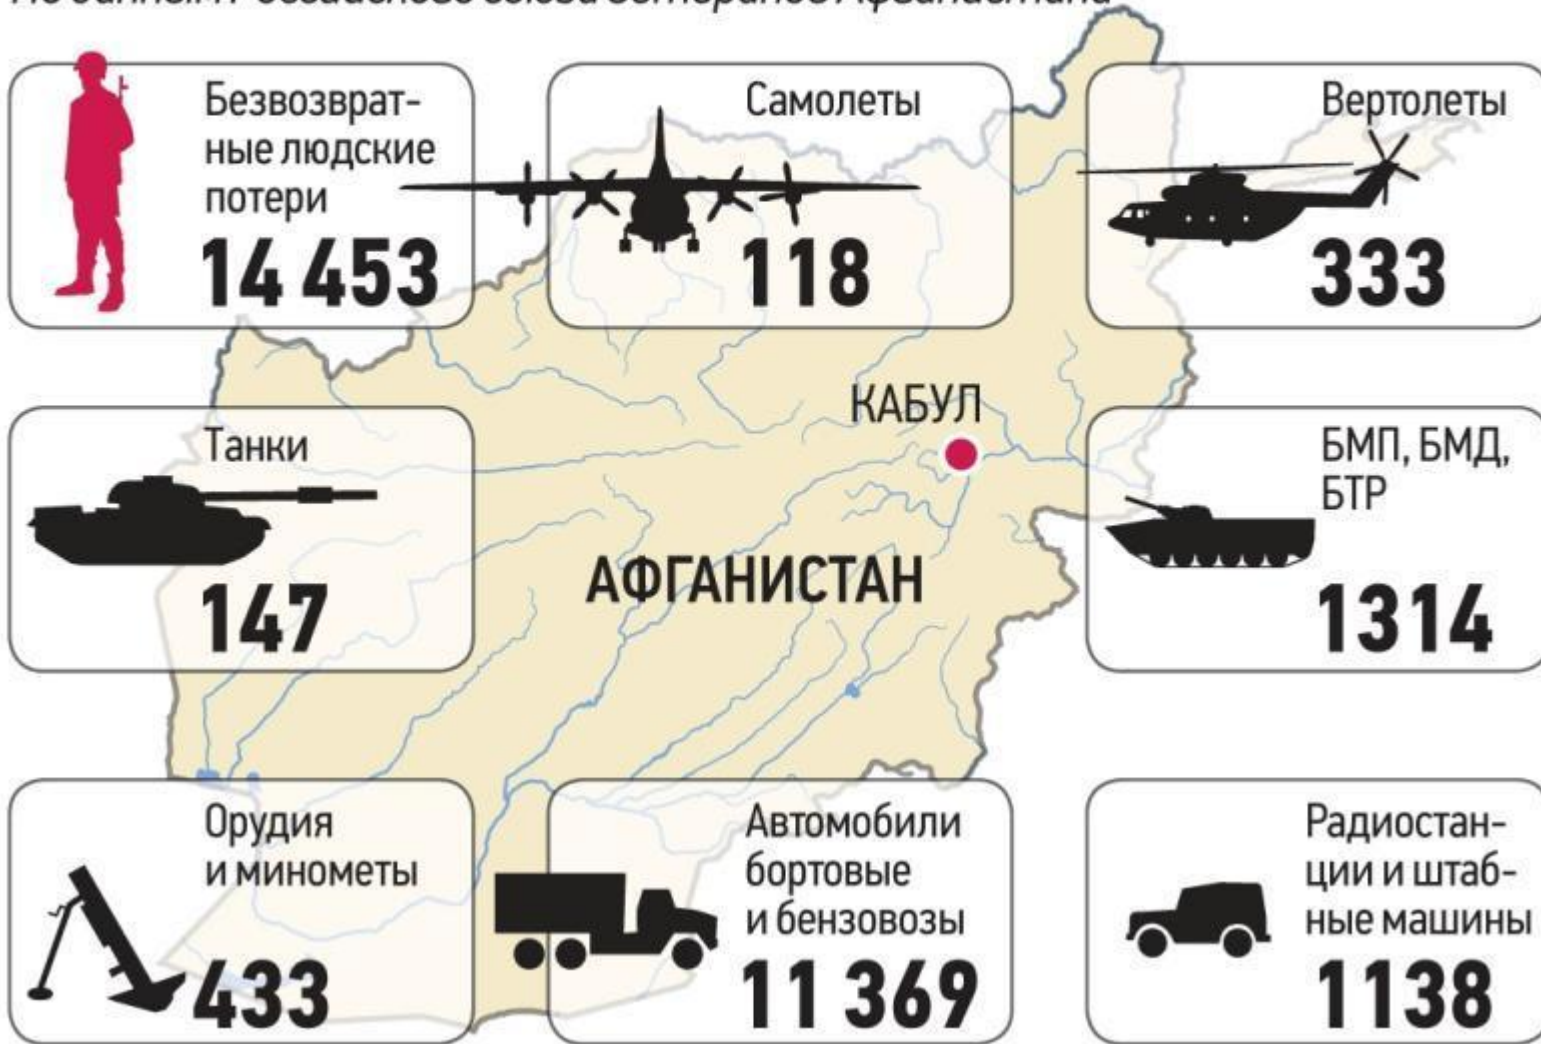 Безвозврат-
ные людские
потери
14 453
Самолеты
118
Вертолеты
333
Танки
147
КАБУЛ
АФГАНИСТАН
БМП, БМД,
БТР
1314
Орудия
и минометы
433
Автомобили
бортовые
и бензовозы
11 369
Радиостан-
ции и штаб-
ные машины
1138